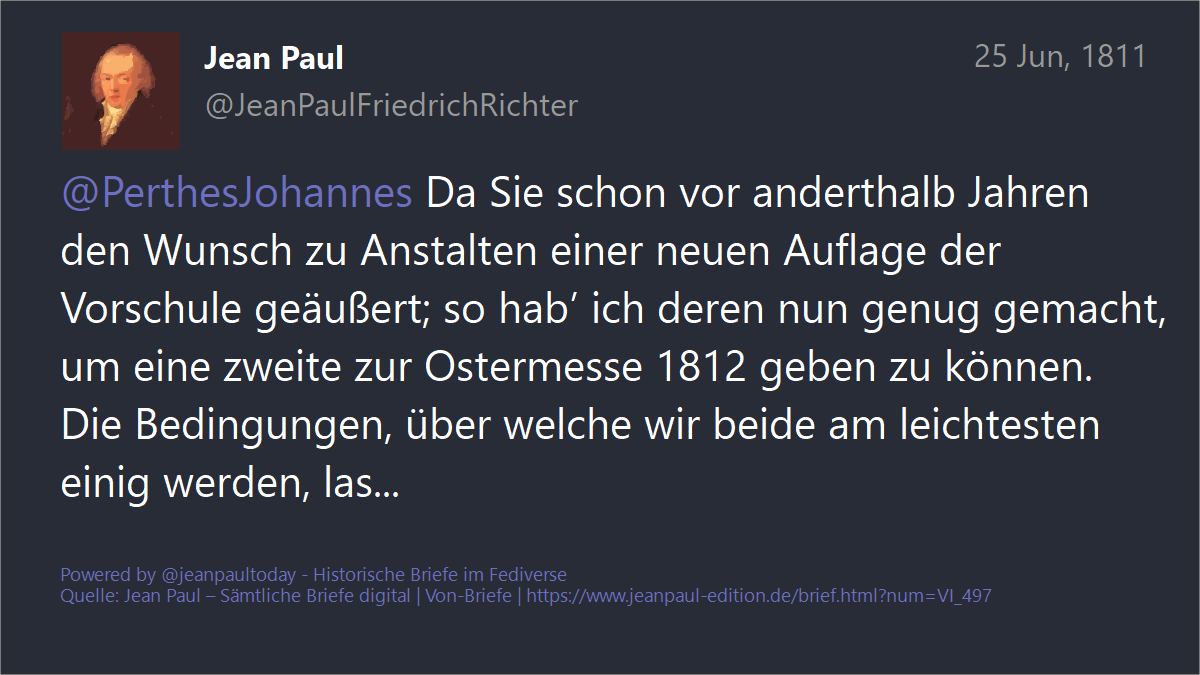 Jean Paul
25 Jun, 1811
@JeanPaulFriedrichRichter
@PerthesJohannes Da Sie schon vor anderthalb Jahren
den Wunsch zu Anstalten einer neuen Auflage der
Vorschule geäußert; so hab’ ich deren nun genug gemacht,
um eine zweite zur Ostermesse 1812 geben zu können.
Die Bedingungen, über welche wir beide am leichtesten
einig werden, las...
Powered by @jeanpaultoday - Historische Briefe im Fediverse
Quelle: Jean Paul – Sämtliche Briefe digital | Von-Briefe | https://www.jeanpaul-edition.de/brief.html?num=VI_497